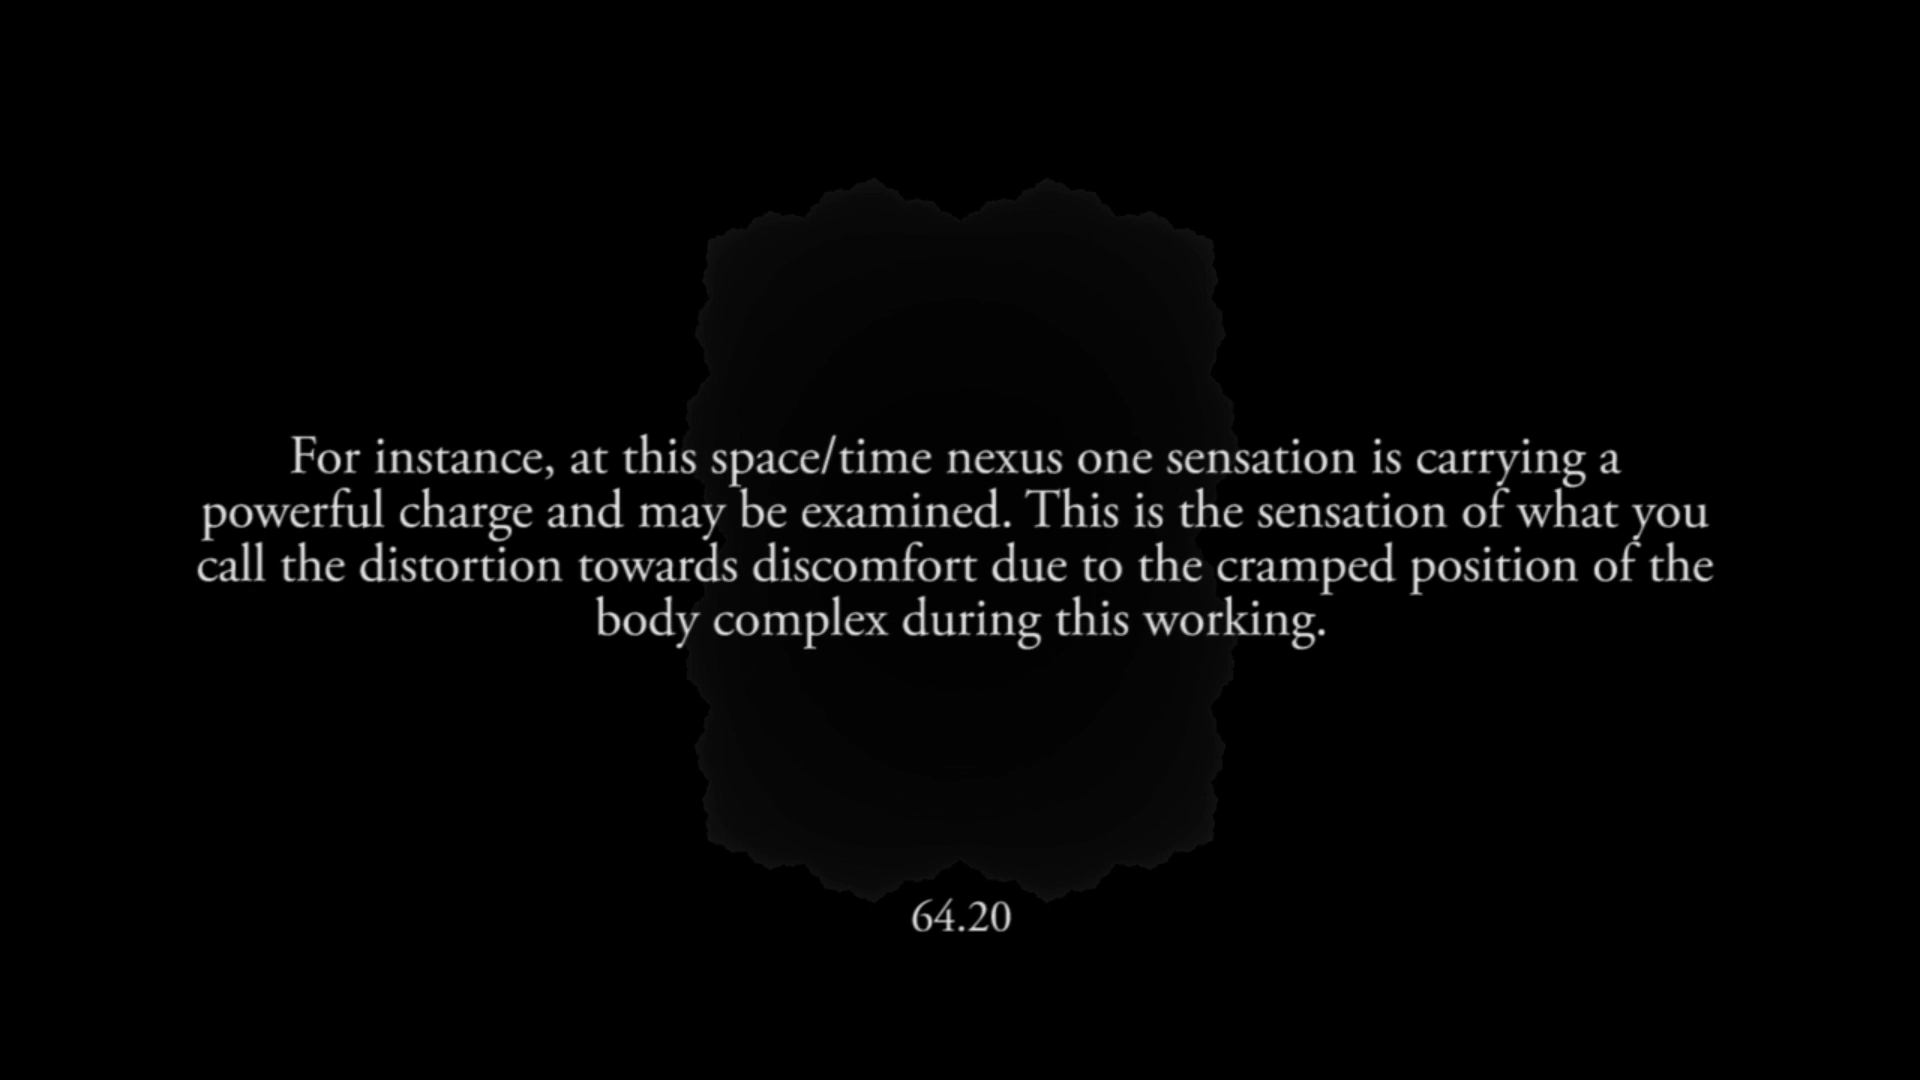 For instance, at this space/time nexus one sensation is carrying a
powerful charge and may be examined. This is the sensation of what you
call the distortion towards discomfort due to the cramped position of the
body complex during this working.
64.20